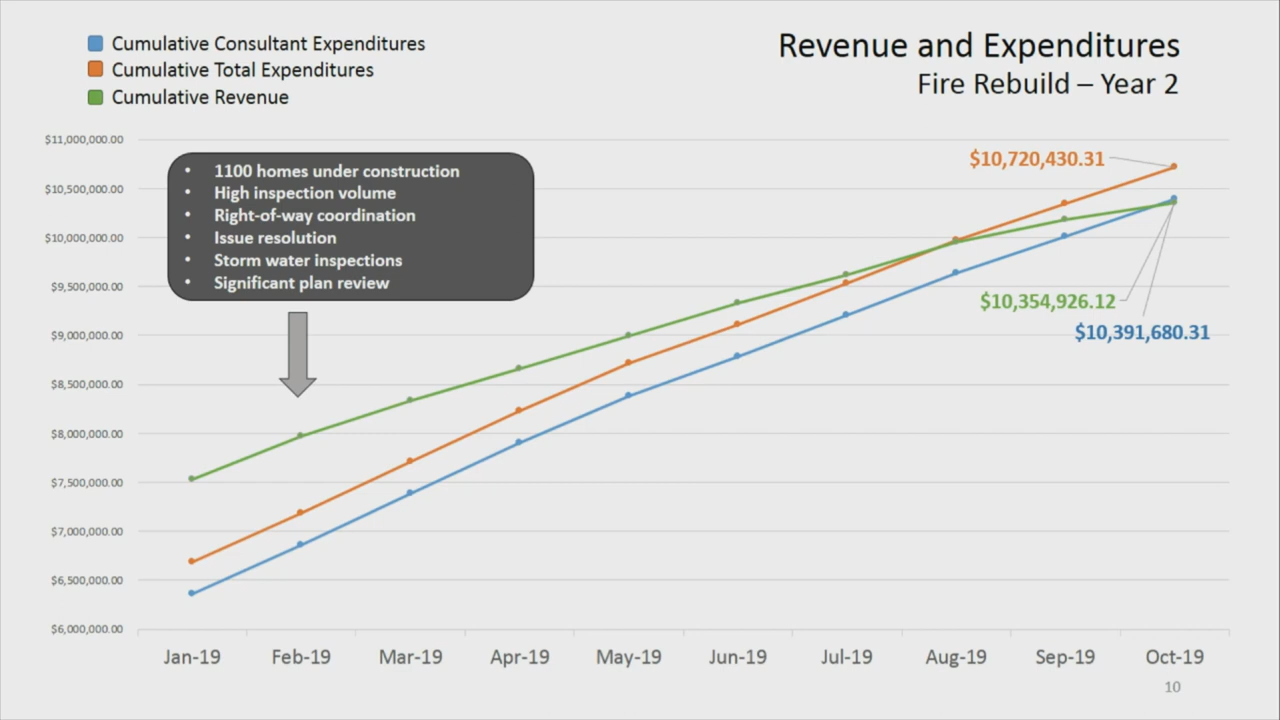 Revenue and Expenditures
Fire Rebuild – Year 2
Cumulative Consultant Expenditures
Cumulative Total Expenditures
Cumulative Revenue
$11,000,000.00
$10,500,000.00
$10,000,000.00
$9,500,000.00
$9,000,000.00
$8,500,000.00
$8,000,000.00
$7,500,000.00
$7,000,000.00
$6,500,000.00
$6,000,000.00
• 1100 homes under construction
• High inspection volume
• Right-of-way coordination
• Issue resolution
• Storm water inspections
• Significant plan review
$10,720,430.31
$10,354,926.12
$10,391,680.31
Jan-19 Feb-19 Mar-19 Apr-19 May-19 Jun-19 Jul-19 Aug-19 Sep-19 Oct-19
10